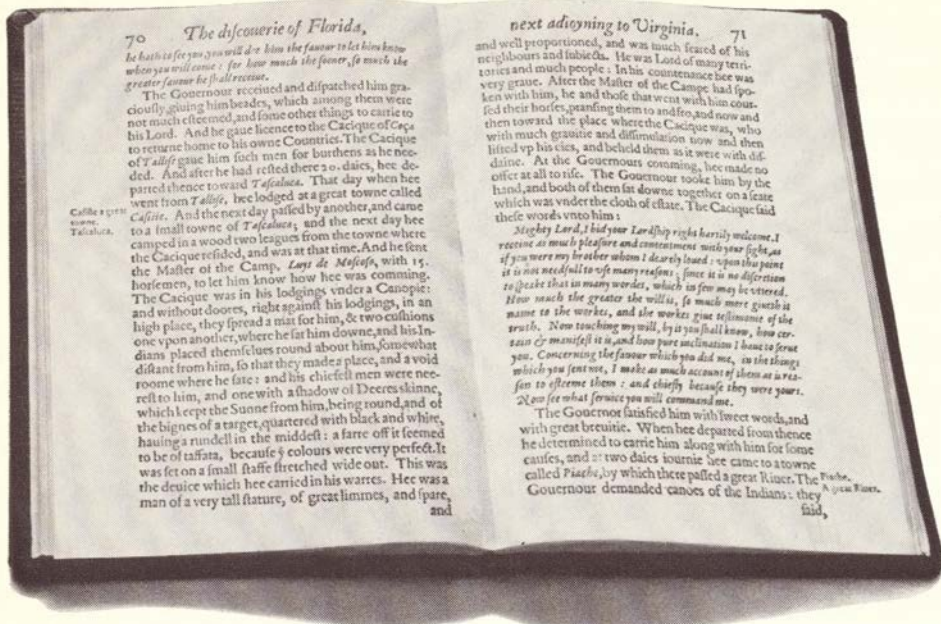 70 The diſcouerie of Florida,
he hath to ſee you, you will doe him the fauour to let him know
when you will come: for how much the ſooner, ſo much the
greater fauour he ſhall receiue.
The Gouernour receiued and diſpatched him gra-
ciouſly, giuing him beades, which among them were
not much eſteemed, and ſome other things to carrie to
his Lord. And he gaue licence to the Cacique of Coça
to returne home to his owne Countries. The Cacique
of Talliſe gaue him ſuch men for burthens as he nee-
ded. And after he had reſted there 20. daies, hee de-
parted thence toward Taſcaluca. That day when hee
went from Talliſe, hee lodged at a great towne called
Caſiſte. And the next day paſſed by another, and came
to a ſmall towne of Taſcaluca; and the next day hee
camped in a wood two leagues from the towne where
the Cacique reſided, and was at that time. And he ſent
the Maſter of the Camp, Luys de Moſcoſo, with 15.
horſemen, to let him know how hee was comming.
The Cacique was in his lodgings vnder a Canopie:
and without doores, right againſt his lodgings, in an
high place, they ſpread a mat for him, & two cuſhions
one vpon another, where he ſat him downe, and his In-
dians placed themſelues round about him, ſomewhat
diſtant from him, ſo that they made a place, and a void
roome where he ſate: and his chiefeſt men were nee-
reſt to him, and one with a ſhadow of Deeres skinne,
which keept the Sunne from him, being round, and of
the bignes of a target, quartered with black and white,
hauing a rundell in the middeſt: a farre off it ſeemed
to be of taffata, becauſe yͤ colours were very perfect. It
was ſet on a ſmall ſtaffe ſtretched wide out. This was
the deuice which hee carried in his warres. Hee was a
man of a very tall ſtature, of great limmes, and ſpare,
and
Caſiſte a great
towne.
Taſcaluca.
next adioyning to Virginia. 71
and well proportioned, and was much feared of his
neighbours and ſubiects. He was Lord of many terri-
tories and much people: In his countenance hee was
very graue. After the Maſter of the Campe had ſpo-
ken with him, he and thoſe that went with him cour-
ſed their horſes, pranſing them to and fro, and now and
then toward the place where the Cacique was, who
with much grauitie and diſſimulation now and then
lifted vp his eies, and beheld them as it were with diſ-
daine. At the Gouernours comming, hee made no
offer at all to riſe. The Gouernour tooke him by the
hand, and both of them ſat downe together on a ſeate
which was vnder the cloth of eſtate. The Cacique ſaid
theſe words vnto him:
Mighty Lord, I bid your Lordſhip right hartily welcome. I
receiue as much pleaſure and contentment with your ſight, as
if you were my brother whom I dearely loued: vpon this point
it is not needfull to vſe many reaſons; ſince it is no diſcretion
to ſpeake that in many wordes, which in few may be vttered.
How much the greater the will is, ſo much more giueth it
name to the workes, and the workes giue teſtimonie of the
truth. Now touching my will, by it you ſhall know, how cer-
tain & manifeſt it is, and how pure inclination I haue to ſerue
you. Concerning the fauour which you did me, in the things
which you ſent me, I make as much account of them as is rea-
ſon to eſteeme them: and chiefly becauſe they were yours.
Now ſee what ſeruice you will command me.
The Gouernor ſatisfied him with ſweet words, and
with great breuitie. When hee departed from thence
he determined to carrie him along with him for ſome
cauſes, and at two daies iournie hee came to a towne
called Piache, by which there paſſed a great Riuer. The
Gouernour demanded canoes of the Indians: they
ſaid,
Piache.
A great Riuer.